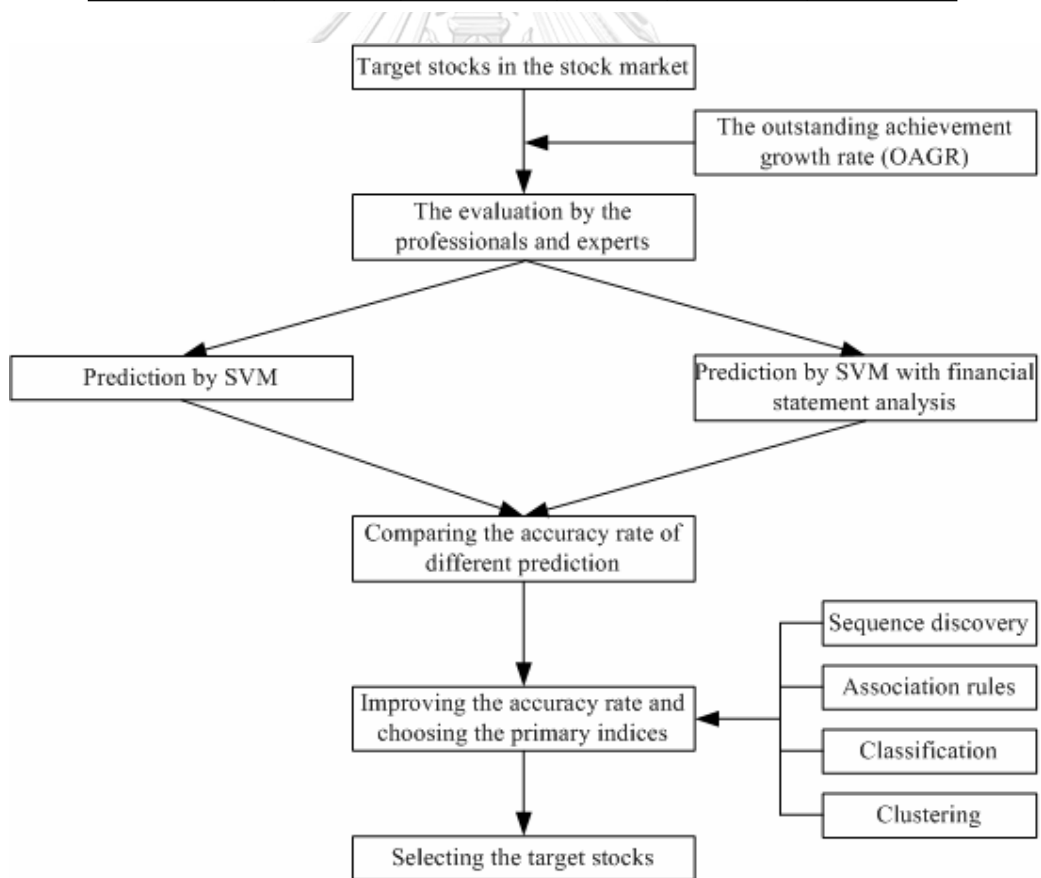 Target stocks in the stock market
The outstanding achievement
growth rate (OAGR)
The evaluation by the
professionals and experts
Prediction by SVM
Prediction by SVM with financial
statement analysis
Comparing the accuracy rate of
different prediction
Sequence discovery
Association rules
Improving the accuracy rate and
choosing the primary indices
Classification
Clustering
Selecting the target stocks